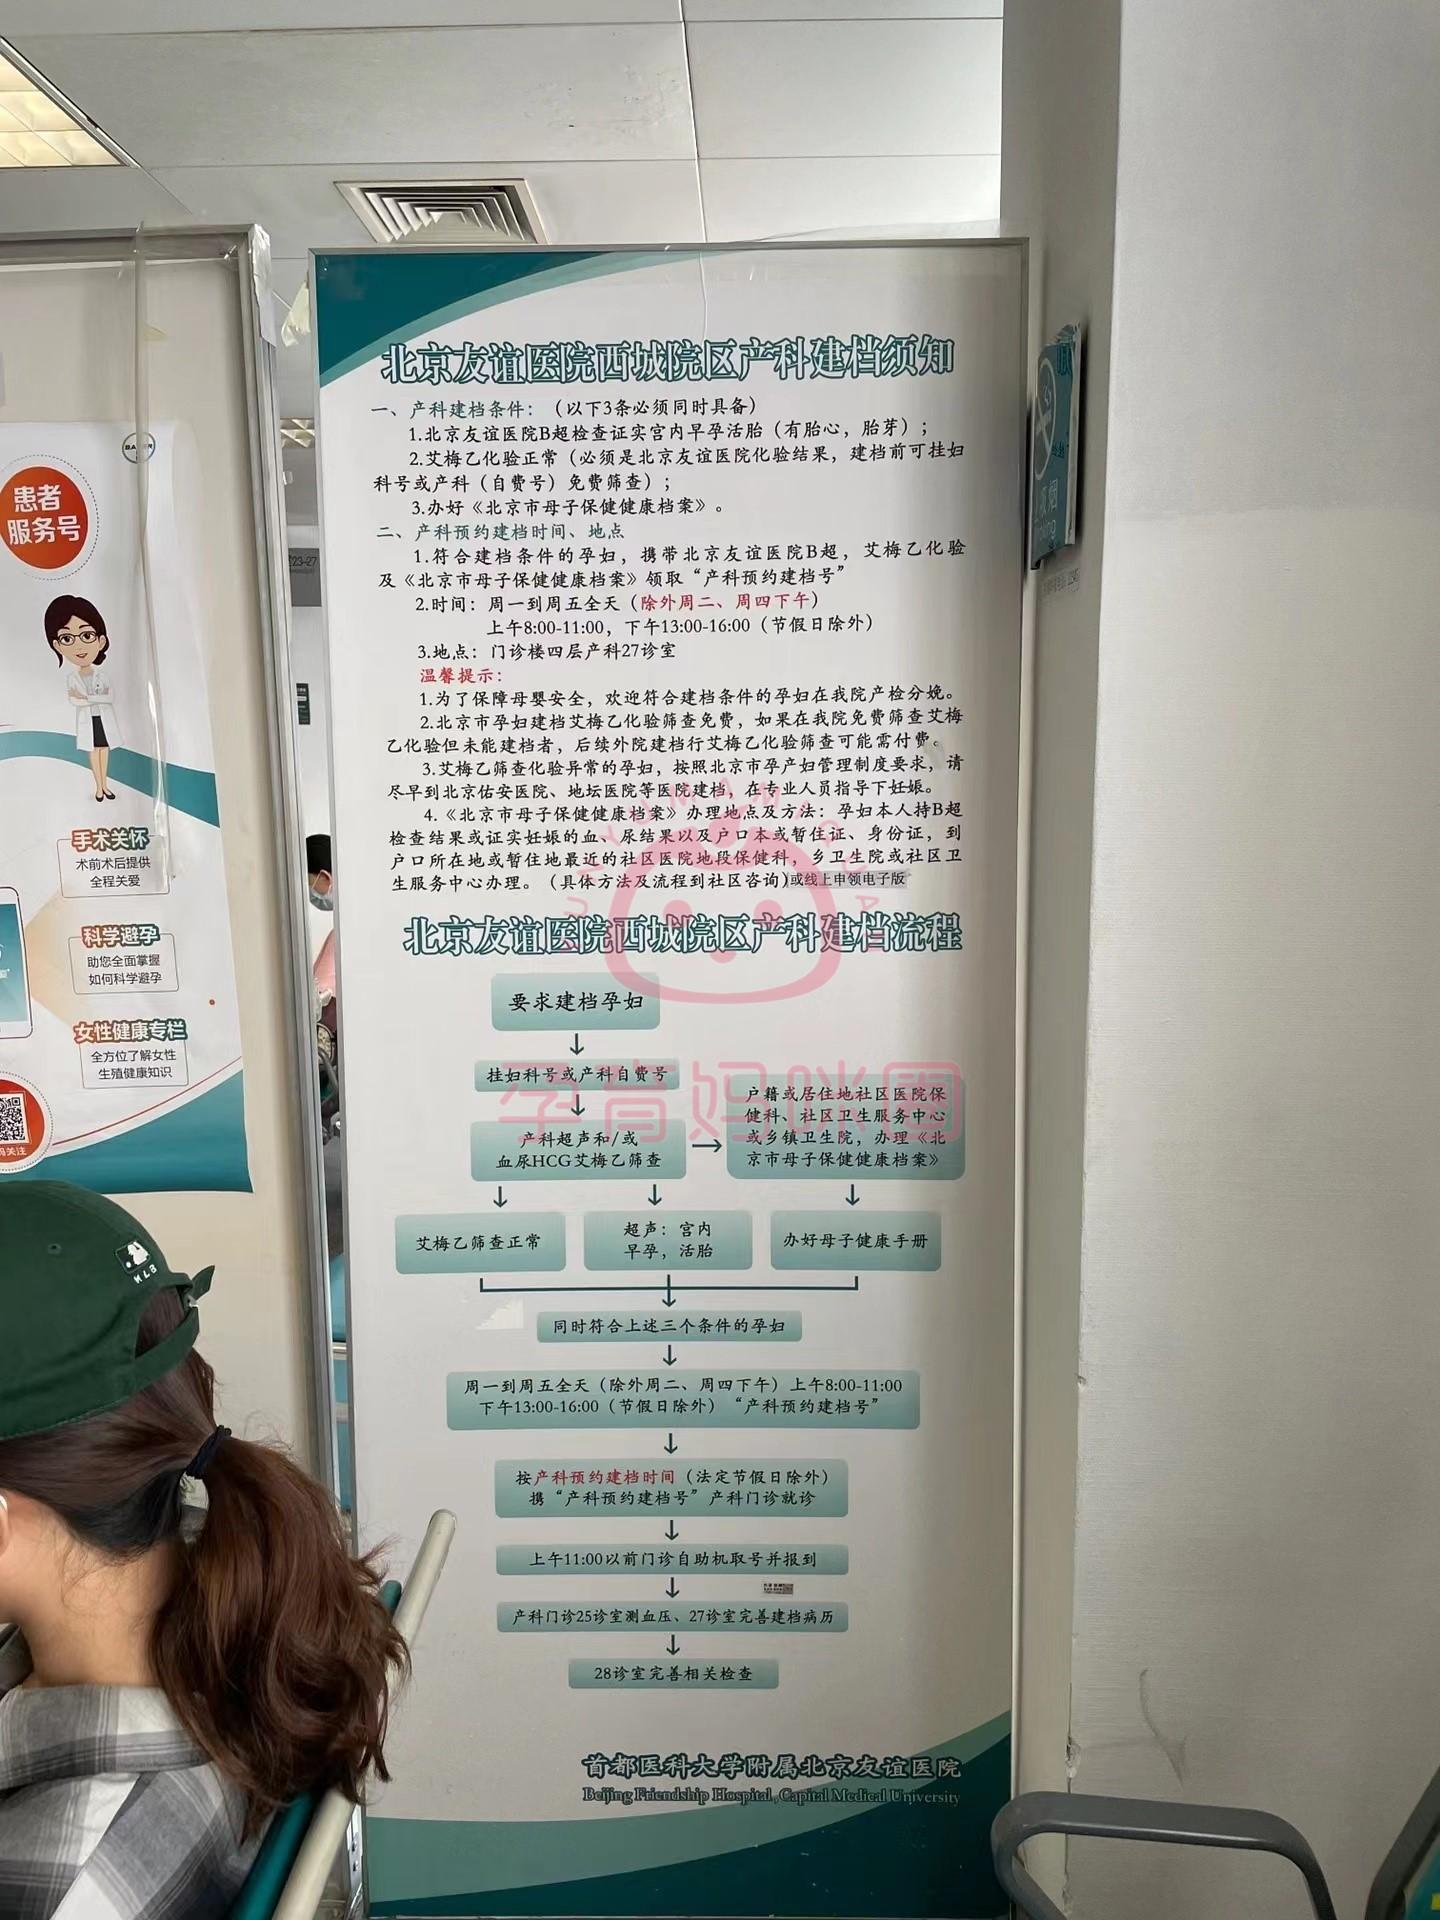 北京友谊医院西城院区产科建档须知
一、产科建档条件：（以下3条必须同时具备）
1.北京友谊医院B超检查证实宫内早孕活胎（有胎心，胎芽）；
2.艾梅乙化验正常（必须是北京友谊医院化验结果，建档前可挂妇
科号或产科（自费号）免费筛查）；
3.办好《北京市母子保健健康档案》。
二、产科预约建档时间、地点
1.符合建档条件的孕妇，携带北京友谊医院B超，艾梅乙化验
及《北京市母子保健健康档案》领取“产科预约建档号”
2.时间：周一到周五全天（除外周二、周四下午）
上午8:00-11:00，下午13:00-16:00（节假日除外）
3.地点：门诊楼四层产科27诊室
温馨提示：
1.为了保障母婴安全，欢迎符合建档条件的孕妇在我院产检分娩。
2.北京市孕妇建档艾梅乙化验筛查免费，如果在我院免费筛查艾梅
乙化验但未能建档者，后续外院建档行艾梅乙化验筛查可能需付费。
3.艾梅乙筛查化验异常的孕妇，按照北京市孕产妇管理制度要求，请
尽早到北京佑安医院、地坛医院等医院建档，在专业人员指导下妊娠。
4.《北京市母子保健健康档案》办理地点及方法：孕妇本人持B超
检查结果或证实妊娠的血、尿结果以及户口本或暂住证、身份证，到
户口所在地或暂住地最近的社区医院地段保健科，乡卫生院或社区卫
生服务中心办理。（具体方法及流程到社区咨询)或线上申领电子版
北京友谊医院西城院区产科建档流程
要求建档孕妇
挂妇科号或产科自费号
产科超声和/或
血尿HCG艾梅乙筛查
户籍或居住地社区医院保
健科、社区卫生服务中心
或乡镇卫生院，办理《北
京市母子保健健康档案》
艾梅乙筛查正常
超声：宫内
早孕，活胎
办好母子健康手册
同时符合上述三个条件的孕妇
周一到周五全天（除外周二、周四下午）上午8:00-11:00
下午13:00-16:00（节假日除外）“产科预约建档号”
按产科预约建档时间（法定节假日除外）
携“产科预约建档号”产科门诊就诊
上午11:00以前门诊自助机取号并报到
产科门诊25诊室测血压、27诊室完善建档病历
28诊室完善相关检查
首都医科大学附属北京友谊医院
Beijing Friendship Hospital, Capital Medical University
患者
服务号
手术关怀
术前术后提供
全程关爱
科学避孕
助您全面掌握
如何科学避孕
女性健康专栏
全方位了解女性
生殖健康知识
码关注
23-27
MLB
孕育妈咪圈